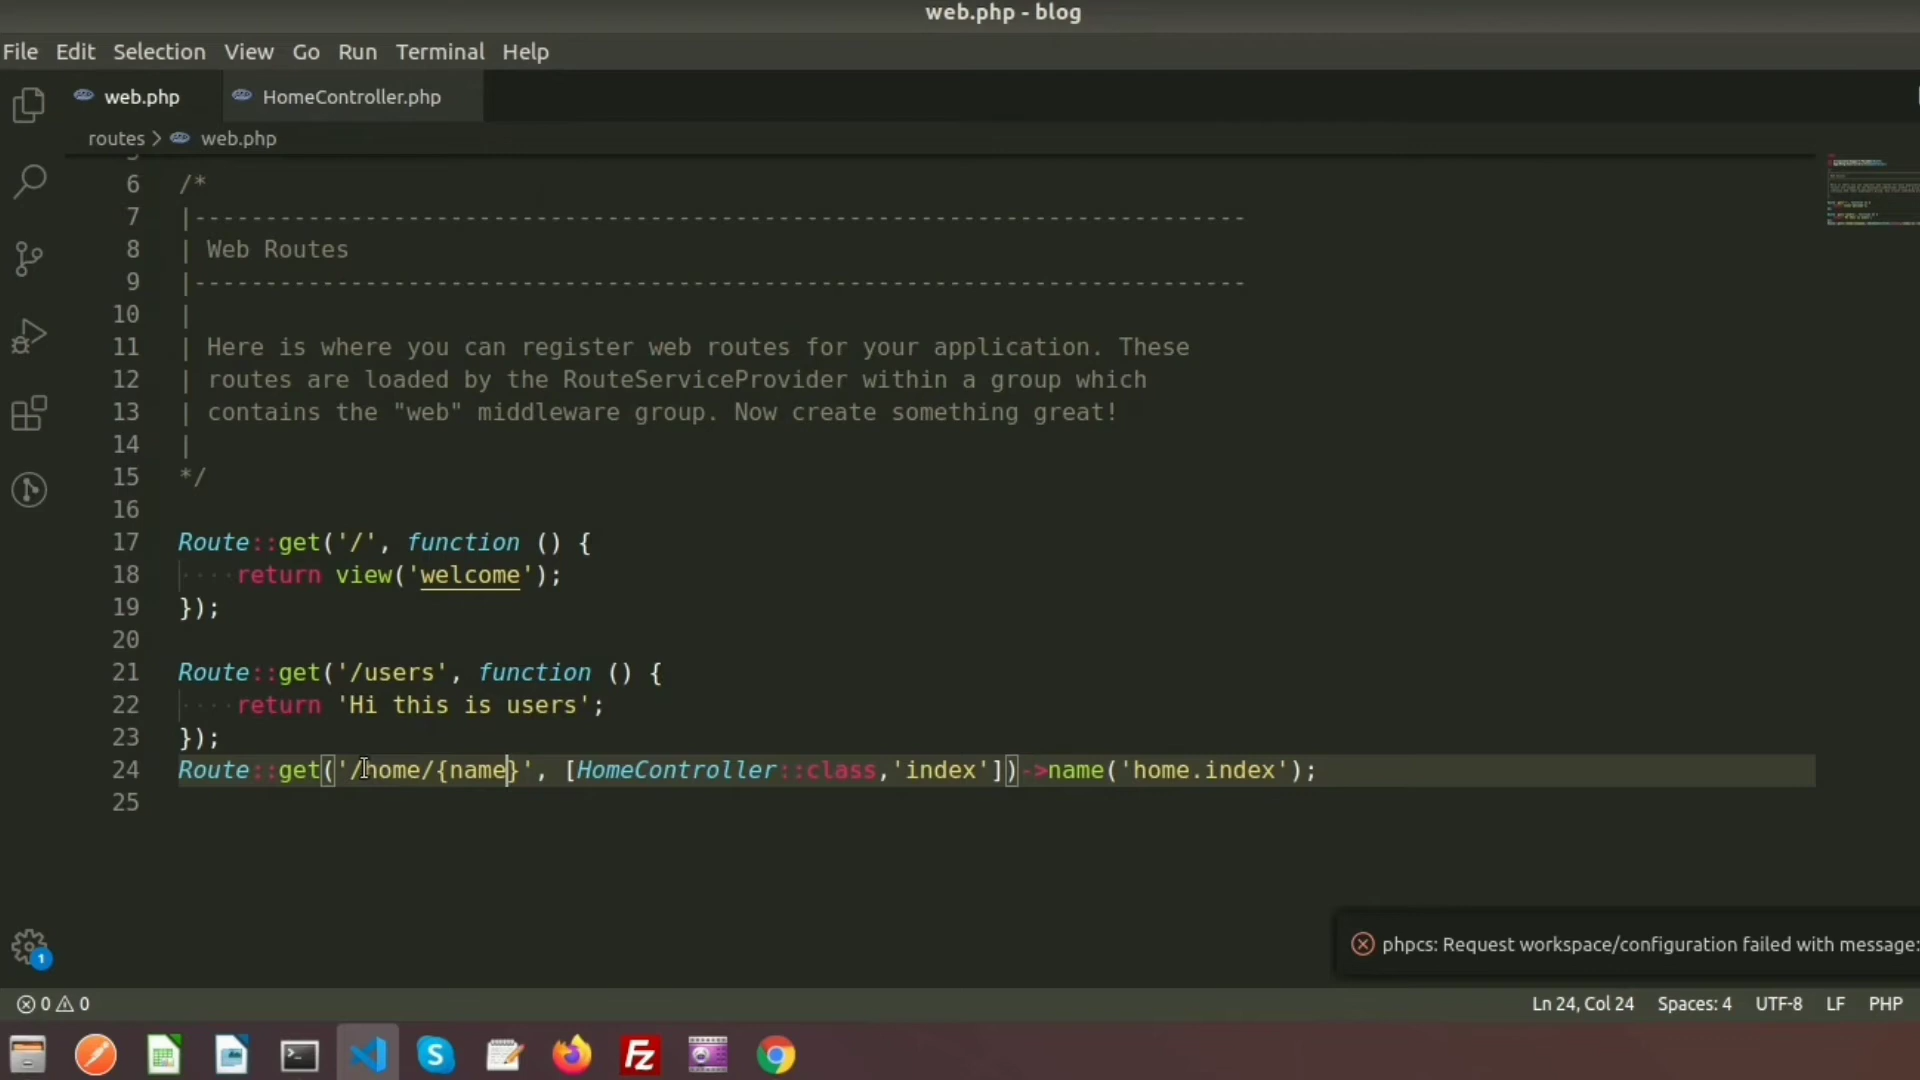 web.php - blog
File Edit Selection View Go Run Terminal Help
web.php HomeController.php
routes > web.php
6 /*
7 |--------------------------------------------------------------------------
8 | Web Routes
9 |--------------------------------------------------------------------------
10 |
11 | Here is where you can register web routes for your application. These
12 | routes are loaded by the RouteServiceProvider within a group which
13 | contains the "web" middleware group. Now create something great!
14 |
15 */
16
17 Route::get('/', function () {
18 return view('welcome');
19 });
20
21 Route::get('/users', function () {
22 return 'Hi this is users';
23 });
24 Route::get('/home/{name}', [HomeController::class,'index'])->name('home.index');
25
phpcs: Request workspace/configuration failed with message:
1
0 0 Ln 24, Col 24 Spaces: 4 UTF-8 LF PHP
S Fz